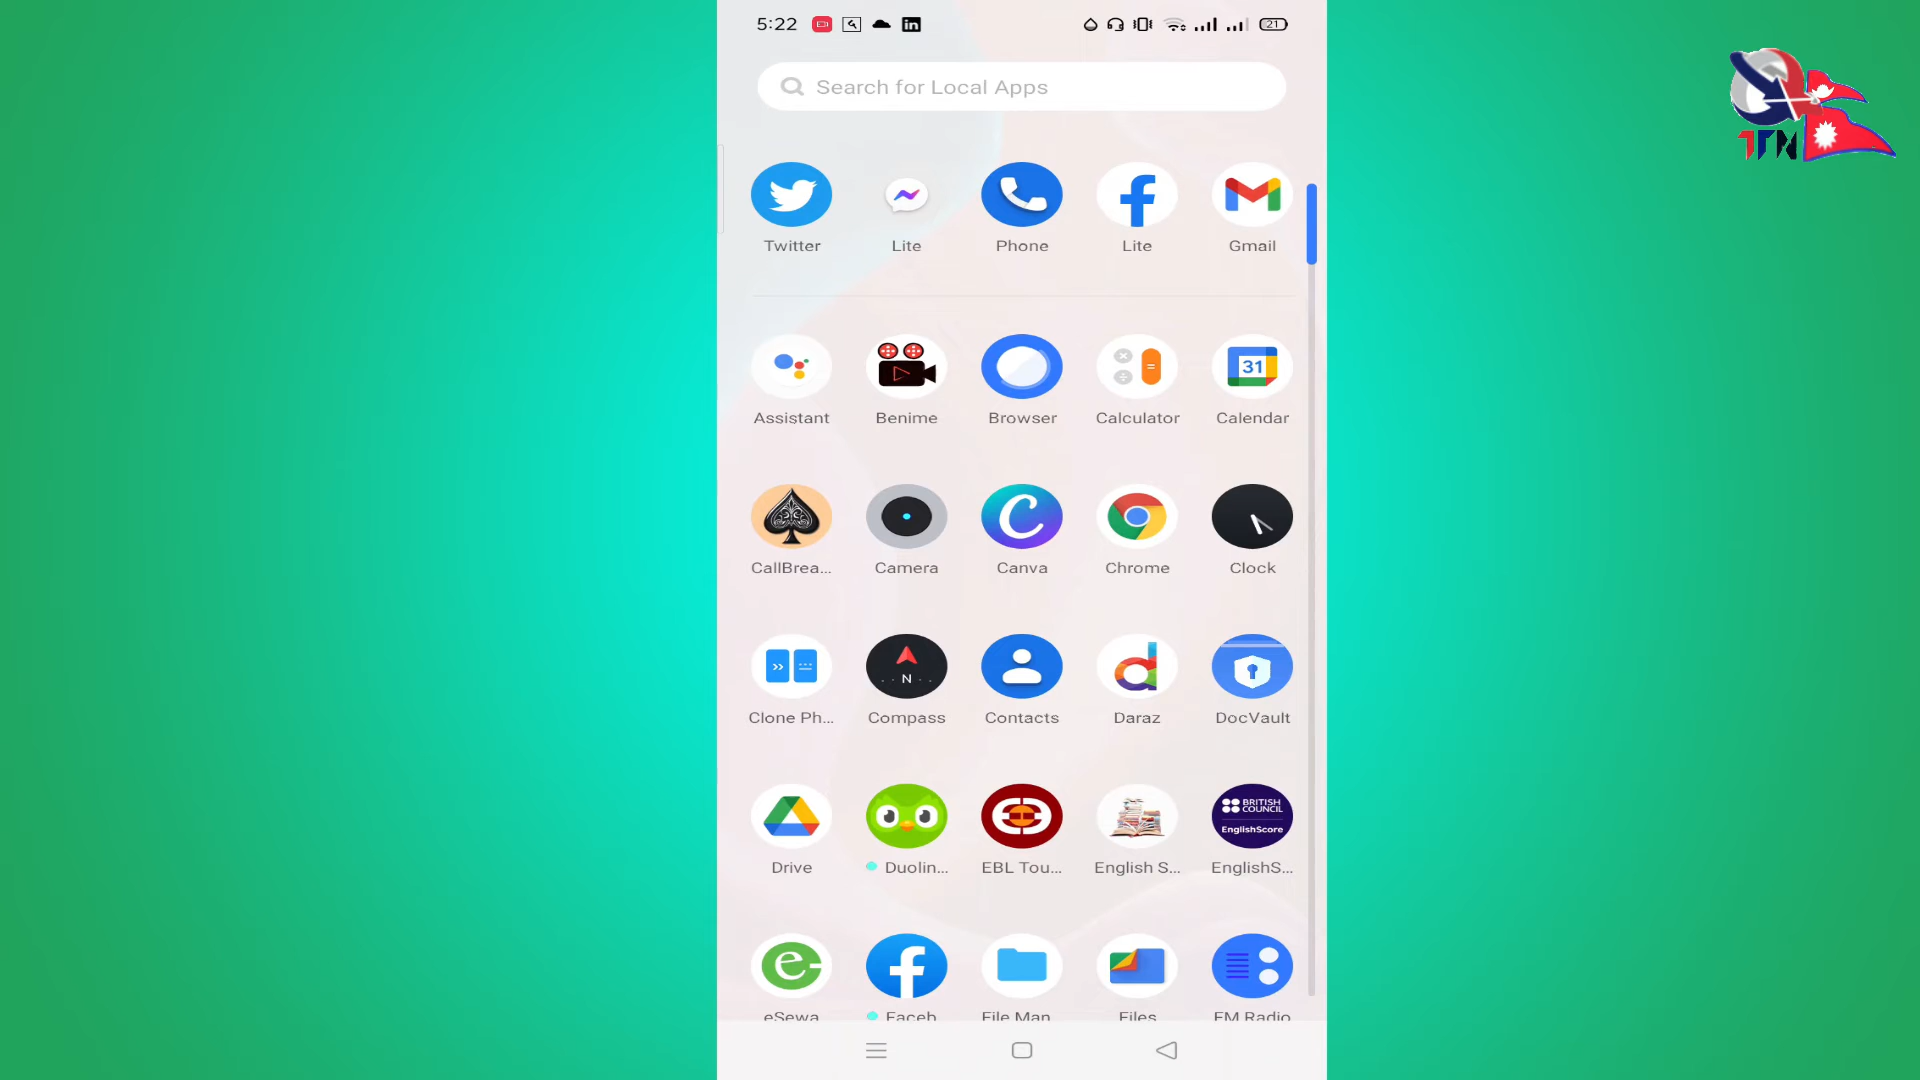 5:22
21
Search for Local Apps
Twitter Lite Phone Lite Gmail
31
Assistant Benime Browser Calculator Calendar
CallBrea... Camera Canva Chrome Clock
N
Clone Ph... Compass Contacts Daraz DocVault
BRITISH
COUNCIL
EnglishScore
Drive Duolin... EBL Tou... English S... EnglishS...
eSewa Faceb File Man Files FM Radio
TFN